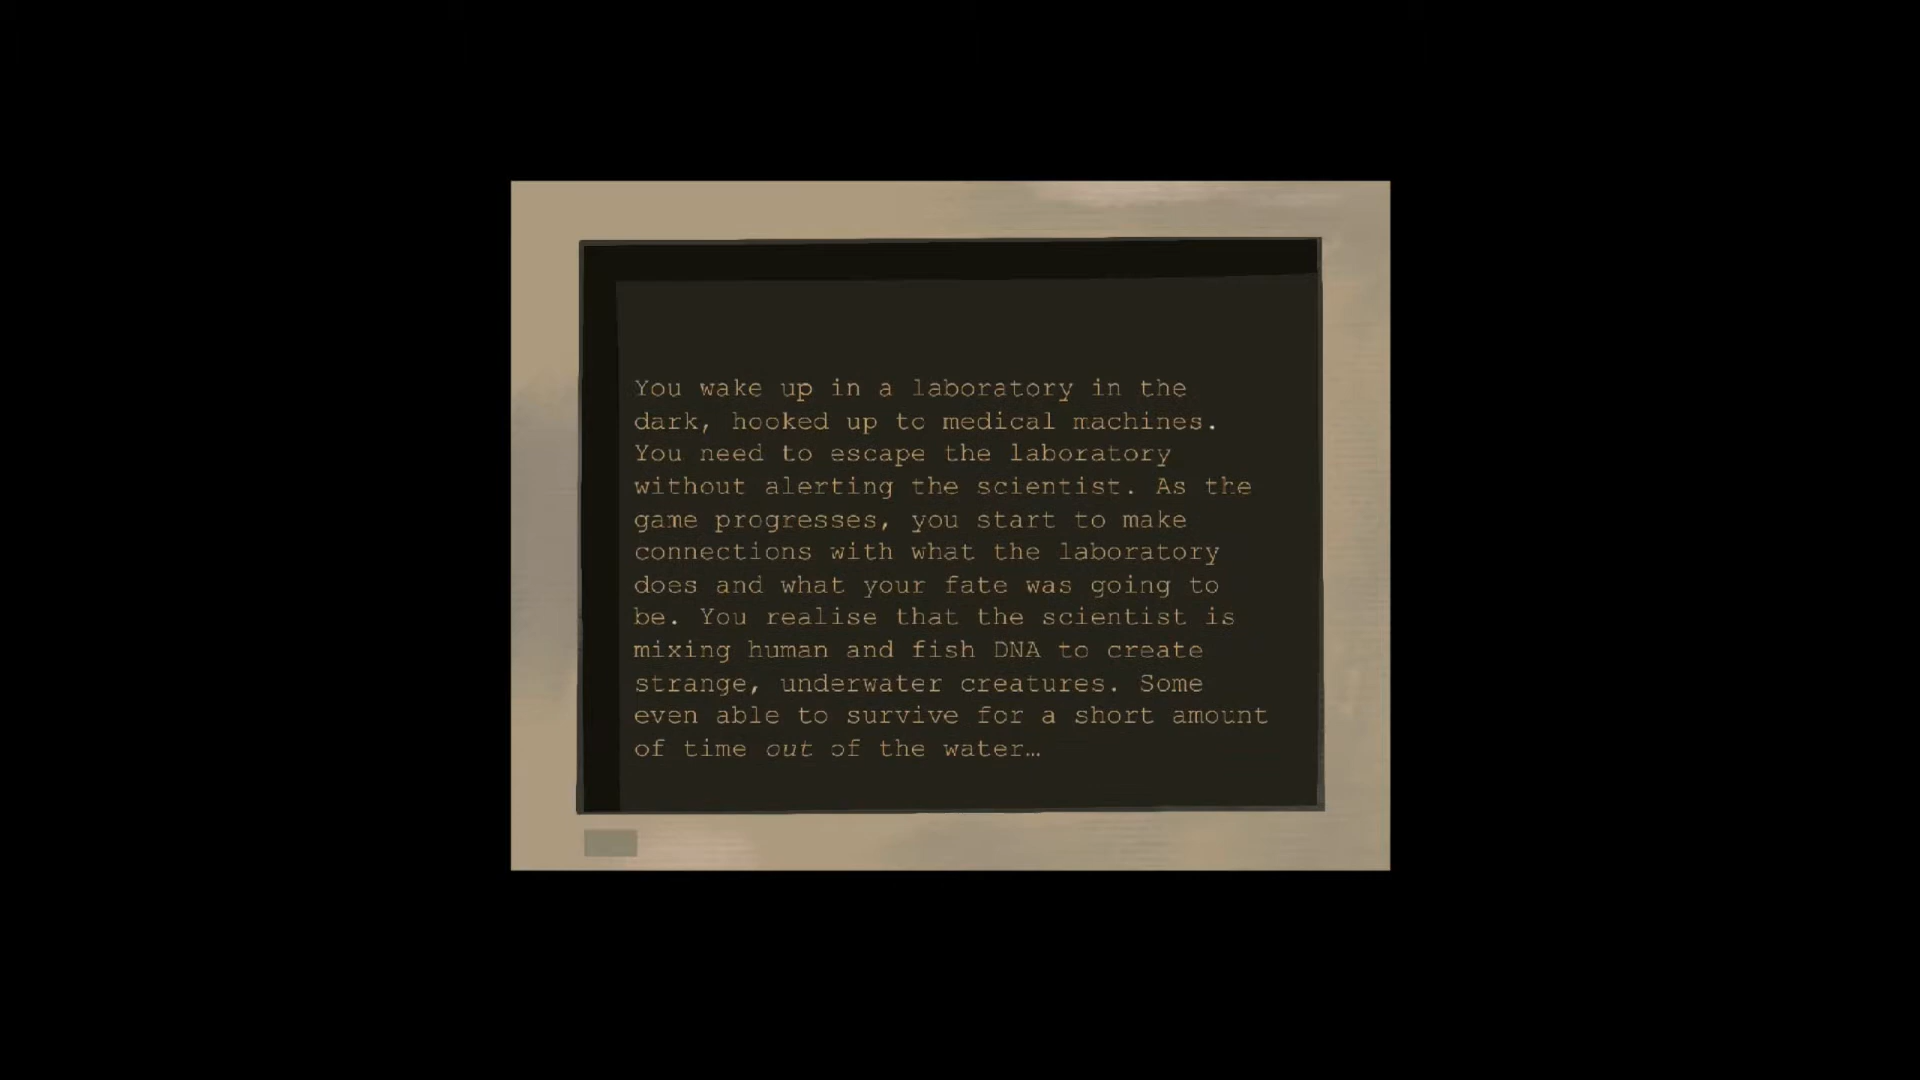 You wake up in a laboratory in the
dark, hooked up to medical machines.
You need to escape the laboratory
without alerting the scientist. As the
game progresses, you start to make
connections with what the laboratory
does and what your fate was going to
be. You realise that the scientist is
mixing human and fish DNA to create
strange, underwater creatures. Some
even able to survive for a short amount
of time out of the water…